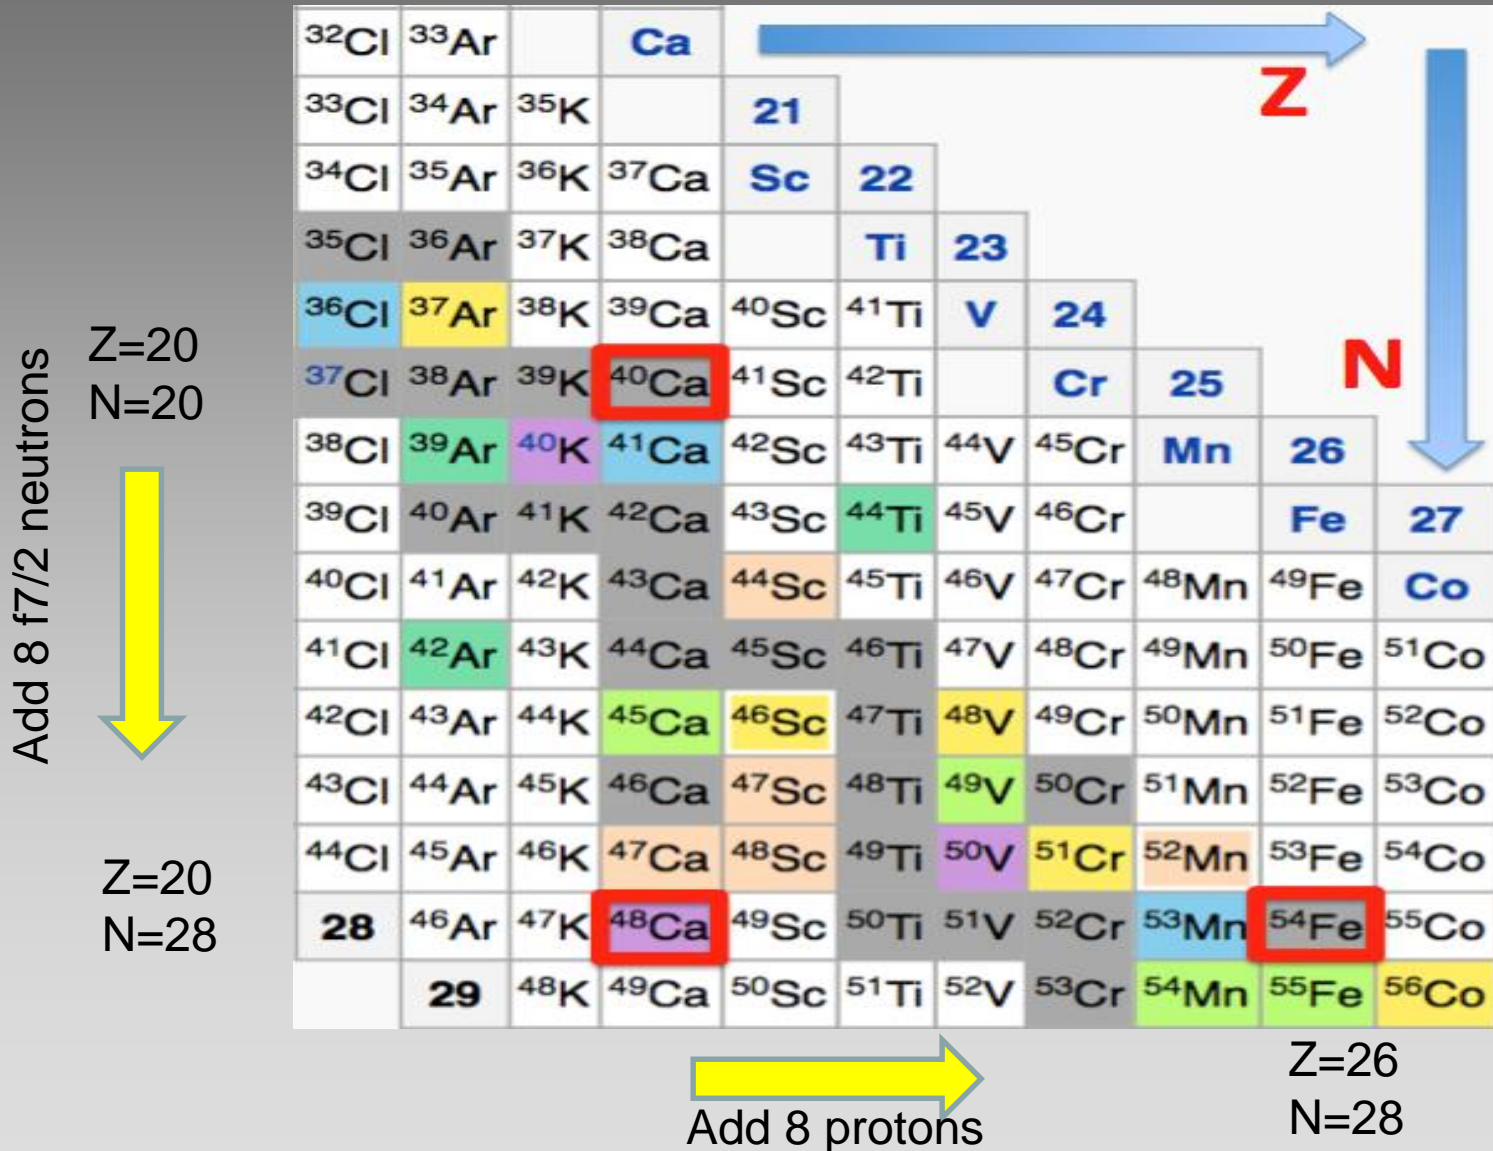 ³²Cl ³³Ar Ca
Z
³³Cl ³⁴Ar ³⁵K 21
³⁴Cl ³⁵Ar ³⁶K ³⁷Ca Sc 22
³⁵Cl ³⁶Ar ³⁷K ³⁸Ca Ti 23
³⁶Cl ³⁷Ar ³⁸K ³⁹Ca ⁴⁰Sc ⁴¹Ti V 24
N
³⁷Cl ³⁸Ar ³⁹K ⁴⁰Ca ⁴¹Sc ⁴²Ti Cr 25
³⁸Cl ³⁹Ar ⁴⁰K ⁴¹Ca ⁴²Sc ⁴³Ti ⁴⁴V ⁴⁵Cr Mn 26
³⁹Cl ⁴⁰Ar ⁴¹K ⁴²Ca ⁴³Sc ⁴⁴Ti ⁴⁵V ⁴⁶Cr Fe 27
⁴⁰Cl ⁴¹Ar ⁴²K ⁴³Ca ⁴⁴Sc ⁴⁵Ti ⁴⁶V ⁴⁷Cr ⁴⁸Mn ⁴⁹Fe Co
⁴¹Cl ⁴²Ar ⁴³K ⁴⁴Ca ⁴⁵Sc ⁴⁶Ti ⁴⁷V ⁴⁸Cr ⁴⁹Mn ⁵⁰Fe ⁵¹Co
⁴²Cl ⁴³Ar ⁴⁴K ⁴⁵Ca ⁴⁶Sc ⁴⁷Ti ⁴⁸V ⁴⁹Cr ⁵⁰Mn ⁵¹Fe ⁵²Co
⁴³Cl ⁴⁴Ar ⁴⁵K ⁴⁶Ca ⁴⁷Sc ⁴⁸Ti ⁴⁹V ⁵⁰Cr ⁵¹Mn ⁵²Fe ⁵³Co
⁴⁴Cl ⁴⁵Ar ⁴⁶K ⁴⁷Ca ⁴⁸Sc ⁴⁹Ti ⁵⁰V ⁵¹Cr ⁵²Mn ⁵³Fe ⁵⁴Co
28 ⁴⁶Ar ⁴⁷K ⁴⁸Ca ⁴⁹Sc ⁵⁰Ti ⁵¹V ⁵²Cr ⁵³Mn ⁵⁴Fe ⁵⁵Co
29 ⁴⁸K ⁴⁹Ca ⁵⁰Sc ⁵¹Ti ⁵²V ⁵³Cr ⁵⁴Mn ⁵⁵Fe ⁵⁶Co
Z=20
N=20
Add 8 f7/2 neutrons
Z=20
N=28
Add 8 protons
Z=26
N=28